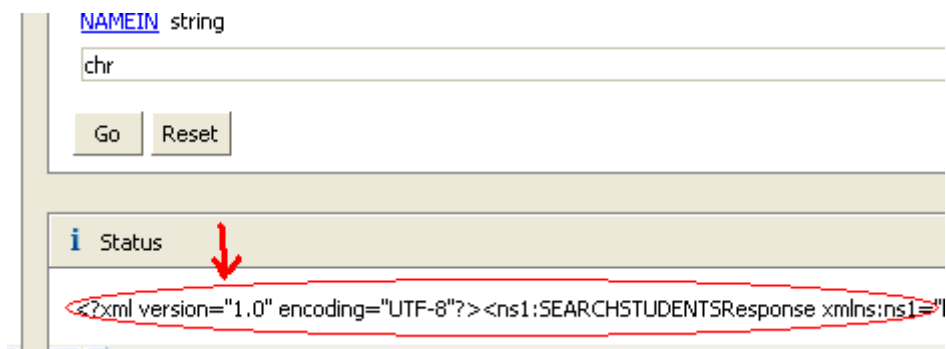 NAMEIN string
chr
Go Reset
i Status
<?xml version="1.0" encoding="UTF-8"?><ns1:SEARCHSTUDENTSResponse xmlns:ns1="